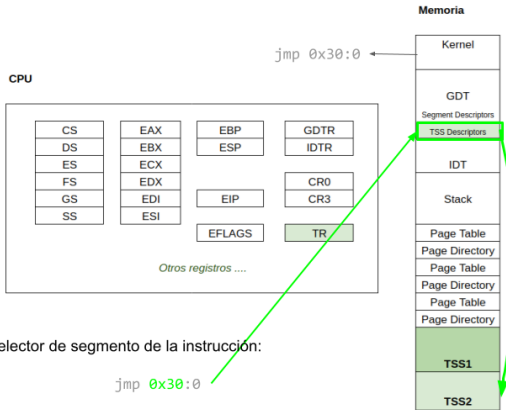 Memoria
Kernel
jmp 0x30:0
CPU
GDT
Segment Descriptors
TSS Descriptors
CS EAX EBP GDTR
DS EBX ESP IDTR
ES ECX
IDT
FS EDX CR0
GS EDI EIP CR3
Stack
SS ESI
EFLAGS TR
Page Table
Page Directory
Otros registros ....
Page Table
Page Directory
Page Table
Page Directory
elector de segmento de la instrucción:
TSS1
jmp 0x30:0
TSS2